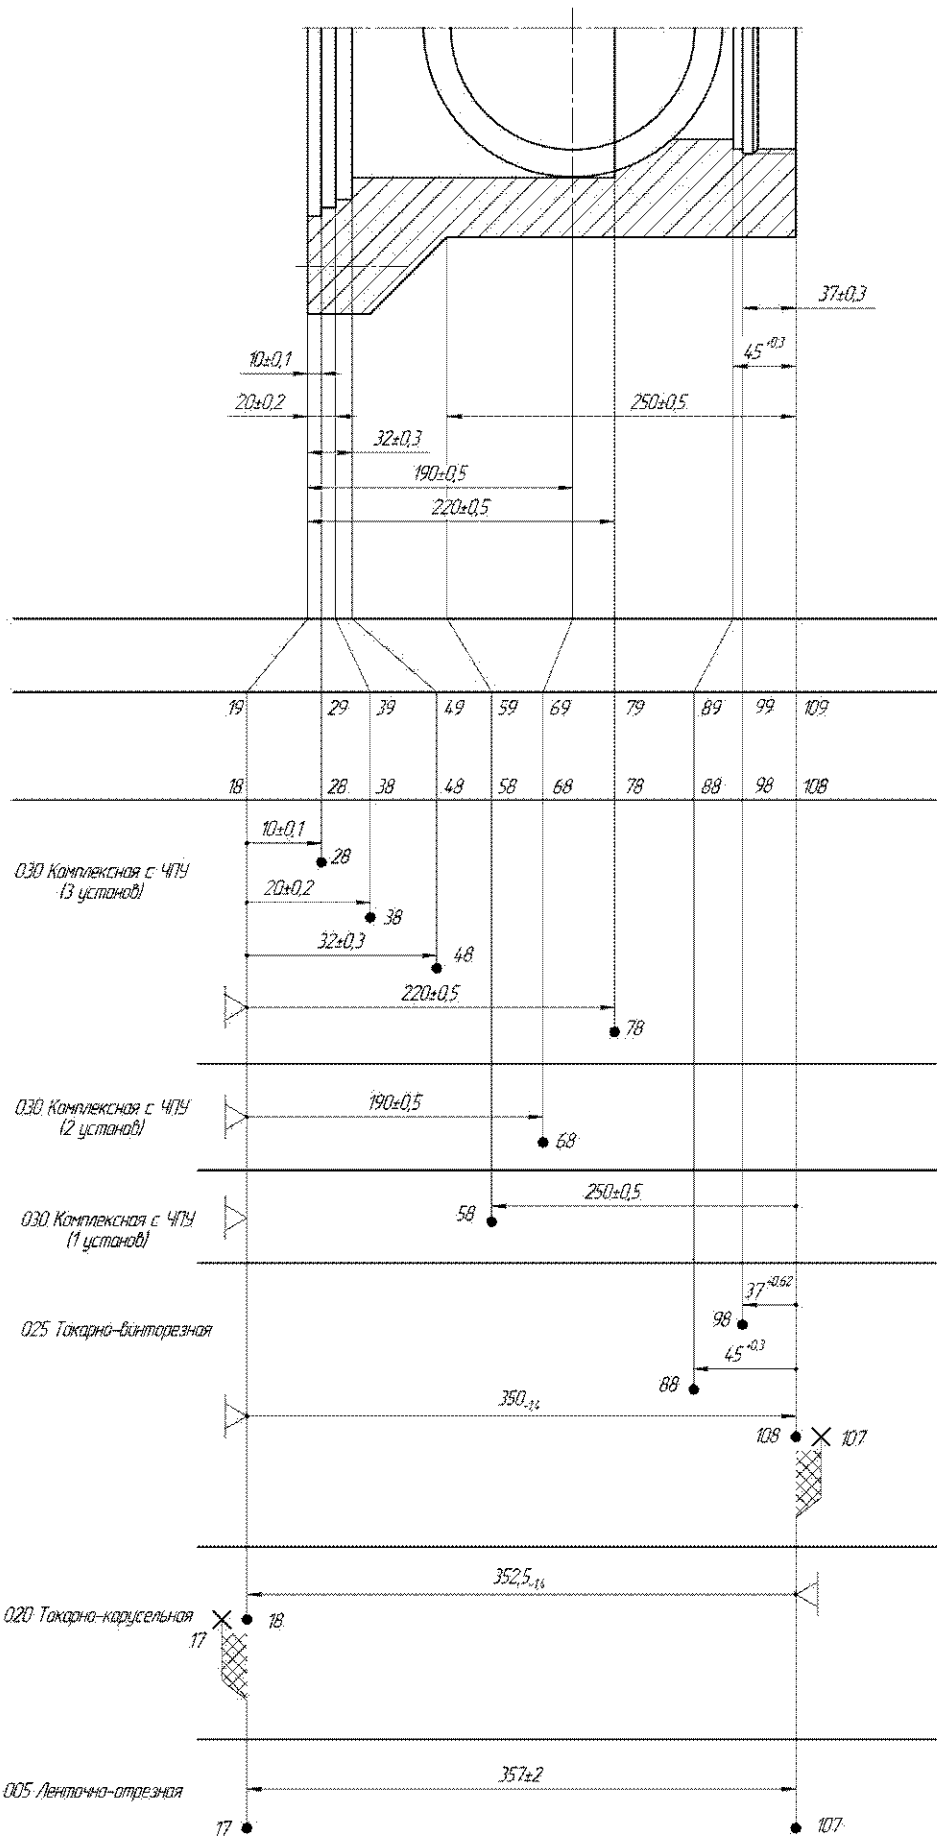 37±0,3
45⁺⁰,³
10±0,1
20±0,2
250±0,5
32±0,3
190±0,5
220±0,5
19 29 39 49 59 69 79 89 99 109
18 28 38 48 58 68 78 88 98 108
10±0,1
030 Комплексная с ЧПУ
(3 установ)
28
20±0,2
38
32±0,3
48
220±0,5
78
030 Комплексная с ЧПУ
(2 установ)
190±0,5
68
030 Комплексная с ЧПУ
(1 установ)
250±0,5
58
025 Токарно-винторезная
37⁺⁰,⁶²
98
45⁺⁰,³
88
350₋₁,₄
108 107
352,5₋₁,₄
020 Токарно-карусельная
17 18
005 Ленточно-отрезная
357±2
17 107